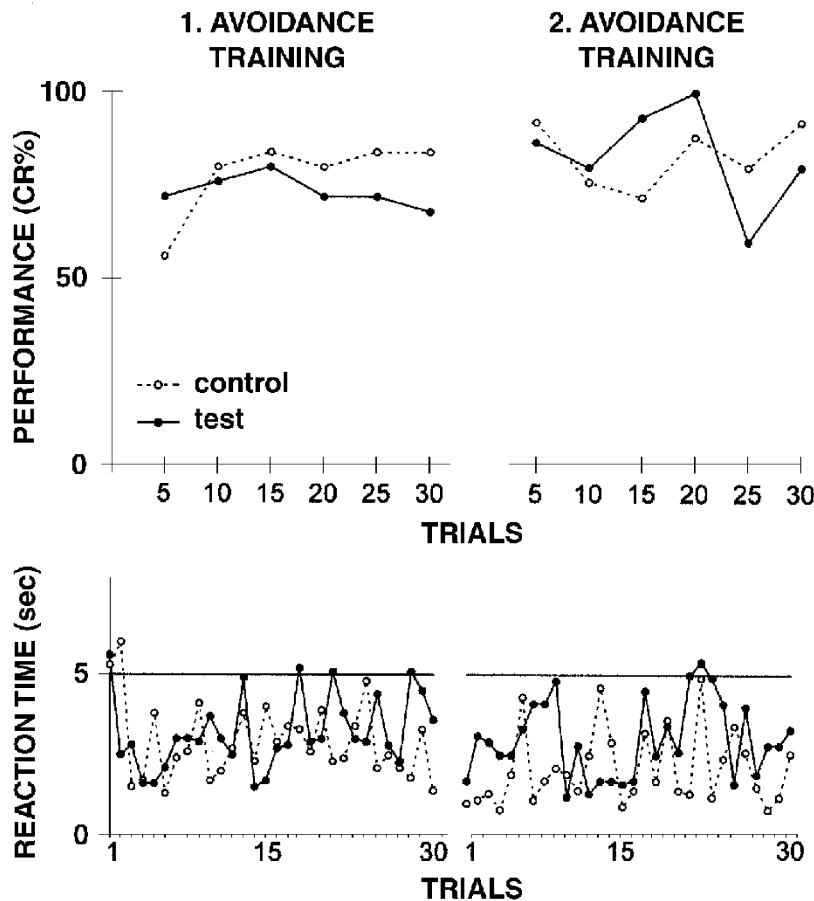 1. AVOIDANCE
TRAINING
2. AVOIDANCE
TRAINING
PERFORMANCE (CR%)
100
50
0
control
test
5 10 15 20 25 30
5 10 15 20 25 30
TRIALS
REACTION TIME (sec)
5
0
1 15 30
1 15 30
TRIALS